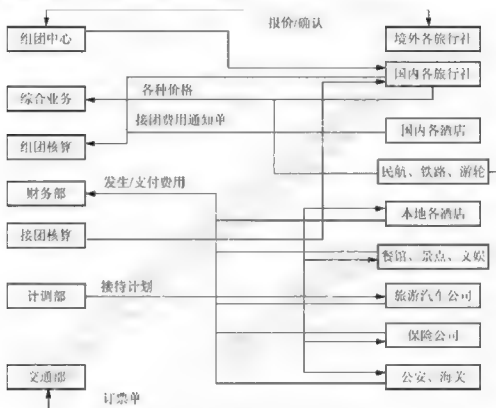 报价/确认
组团中心
境外各旅行社
国内各旅行社
综合业务
各种价格
接团费用通知单
国内各酒店
组团核算
民航、铁路、游轮
财务部
发生/支付费用
本地各酒店
接团核算
餐馆、景点、文娱
计调部
接待计划
旅游汽车公司
保险公司
交通部
公安、海关
订票单